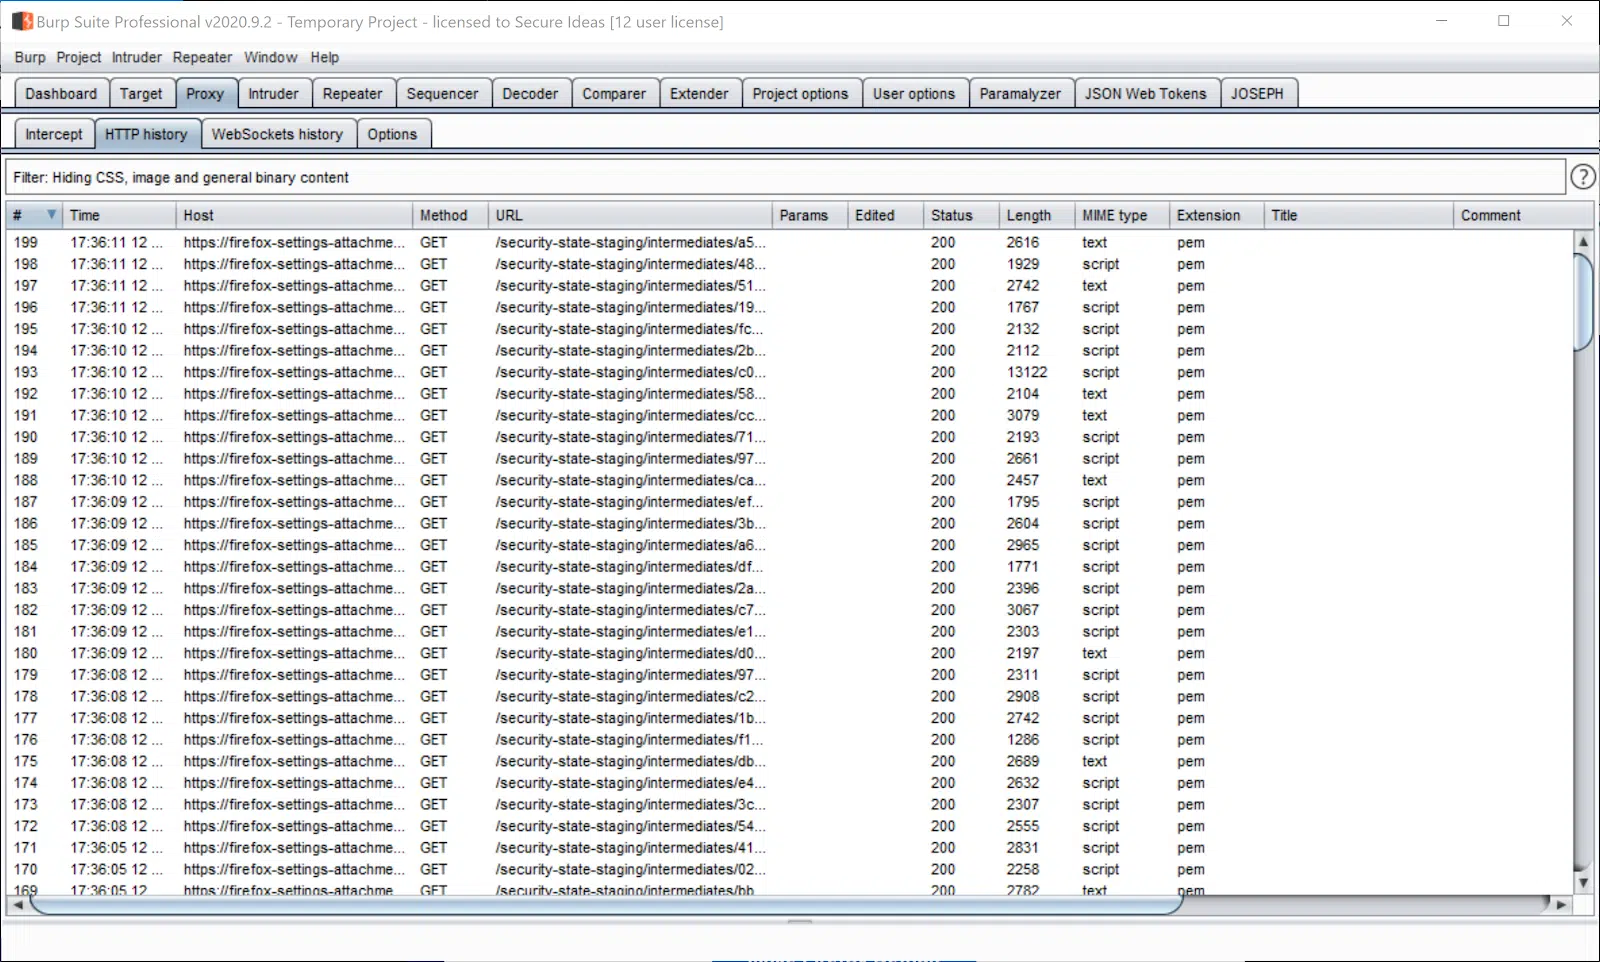 Burp Suite Professional v2020.9.2 - Temporary Project - licensed to Secure Ideas [12 user license]
Burp Project Intruder Repeater Window Help
Dashboard Target Proxy Intruder Repeater Sequencer Decoder Comparer Extender Project options User options Paramalyzer JSON Web Tokens JOSEPH
Intercept HTTP history WebSockets history Options
Filter: Hiding CSS, image and general binary content ?
# Time Host Method URL Params Edited Status Length MIME type Extension Title Comment
199 17:36:11 12 ... https://firefox-settings-attachme... GET /security-state-staging/intermediates/a5... 200 2616 text pem
198 17:36:11 12 ... https://firefox-settings-attachme... GET /security-state-staging/intermediates/48... 200 1929 script pem
197 17:36:11 12 ... https://firefox-settings-attachme... GET /security-state-staging/intermediates/51... 200 2742 text pem
196 17:36:11 12 ... https://firefox-settings-attachme... GET /security-state-staging/intermediates/19... 200 1767 script pem
195 17:36:10 12 ... https://firefox-settings-attachme... GET /security-state-staging/intermediates/fc... 200 2132 script pem
194 17:36:10 12 ... https://firefox-settings-attachme... GET /security-state-staging/intermediates/2b... 200 2112 script pem
193 17:36:10 12 ... https://firefox-settings-attachme... GET /security-state-staging/intermediates/c0... 200 13122 script pem
192 17:36:10 12 ... https://firefox-settings-attachme... GET /security-state-staging/intermediates/58... 200 2104 text pem
191 17:36:10 12 ... https://firefox-settings-attachme... GET /security-state-staging/intermediates/cc... 200 3079 text pem
190 17:36:10 12 ... https://firefox-settings-attachme... GET /security-state-staging/intermediates/71... 200 2193 script pem
189 17:36:10 12 ... https://firefox-settings-attachme... GET /security-state-staging/intermediates/97... 200 2661 script pem
188 17:36:10 12 ... https://firefox-settings-attachme... GET /security-state-staging/intermediates/ca... 200 2457 text pem
187 17:36:09 12 ... https://firefox-settings-attachme... GET /security-state-staging/intermediates/ef... 200 1795 script pem
186 17:36:09 12 ... https://firefox-settings-attachme... GET /security-state-staging/intermediates/3b... 200 2604 script pem
185 17:36:09 12 ... https://firefox-settings-attachme... GET /security-state-staging/intermediates/a6... 200 2965 script pem
184 17:36:09 12 ... https://firefox-settings-attachme... GET /security-state-staging/intermediates/df... 200 1771 script pem
183 17:36:09 12 ... https://firefox-settings-attachme... GET /security-state-staging/intermediates/2a... 200 2396 script pem
182 17:36:09 12 ... https://firefox-settings-attachme... GET /security-state-staging/intermediates/c7... 200 3067 script pem
181 17:36:09 12 ... https://firefox-settings-attachme... GET /security-state-staging/intermediates/e1... 200 2303 script pem
180 17:36:09 12 ... https://firefox-settings-attachme... GET /security-state-staging/intermediates/d0... 200 2197 text pem
179 17:36:08 12 ... https://firefox-settings-attachme... GET /security-state-staging/intermediates/97... 200 2311 script pem
178 17:36:08 12 ... https://firefox-settings-attachme... GET /security-state-staging/intermediates/c2... 200 2908 script pem
177 17:36:08 12 ... https://firefox-settings-attachme... GET /security-state-staging/intermediates/1b... 200 2742 script pem
176 17:36:08 12 ... https://firefox-settings-attachme... GET /security-state-staging/intermediates/f1... 200 1286 script pem
175 17:36:08 12 ... https://firefox-settings-attachme... GET /security-state-staging/intermediates/db... 200 2689 text pem
174 17:36:08 12 ... https://firefox-settings-attachme... GET /security-state-staging/intermediates/e4... 200 2632 script pem
173 17:36:08 12 ... https://firefox-settings-attachme... GET /security-state-staging/intermediates/3c... 200 2307 script pem
172 17:36:08 12 ... https://firefox-settings-attachme... GET /security-state-staging/intermediates/54... 200 2555 script pem
171 17:36:05 12 ... https://firefox-settings-attachme... GET /security-state-staging/intermediates/41... 200 2831 script pem
170 17:36:05 12 ... https://firefox-settings-attachme... GET /security-state-staging/intermediates/02... 200 2258 script pem
169 17:36:05 12 https://firefox-settings-attachme GET /security-state-staging/intermediates/bb 200 2782 text pem